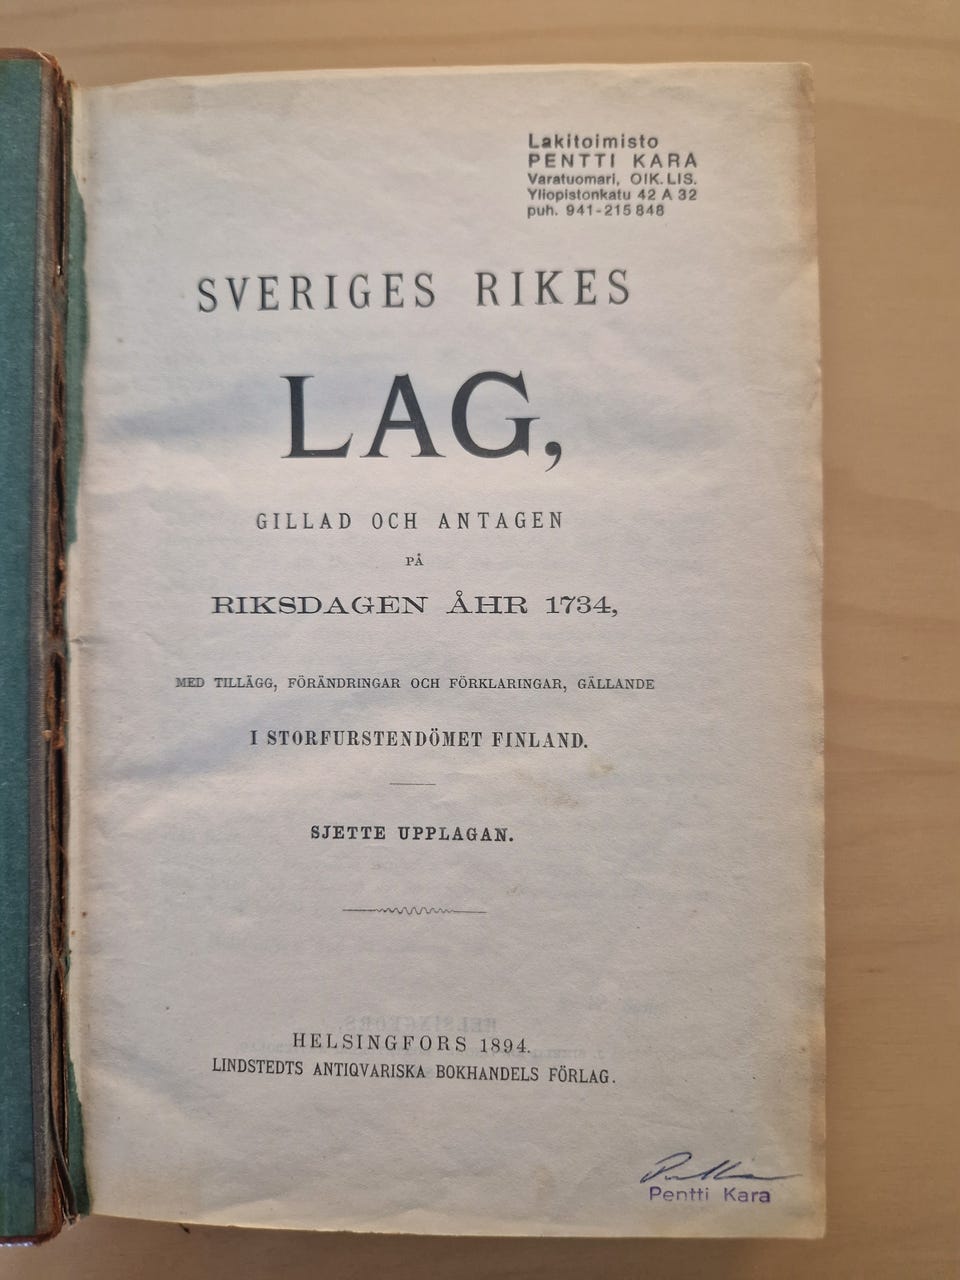 Lakitoimisto
PENTTI KARA
Varatuomari, OIK. LIS.
Yliopistonkatu 42 A 32
puh. 941-215 848
SVERIGES RIKES
LAG,
GILLAD OCH ANTAGEN
PÅ
RIKSDAGEN ÅHR 1734,
MED TILLÄGG, FÖRÄNDRINGAR OCH FÖRKLARINGAR, GÄLLANDE
I STORFURSTENDÖMET FINLAND.
SJETTE UPPLAGAN.
HELSINGFORS 1894.
LINDSTEDTS ANTIQVARISKA BOKHANDELS FÖRLAG.
Pentti Kara